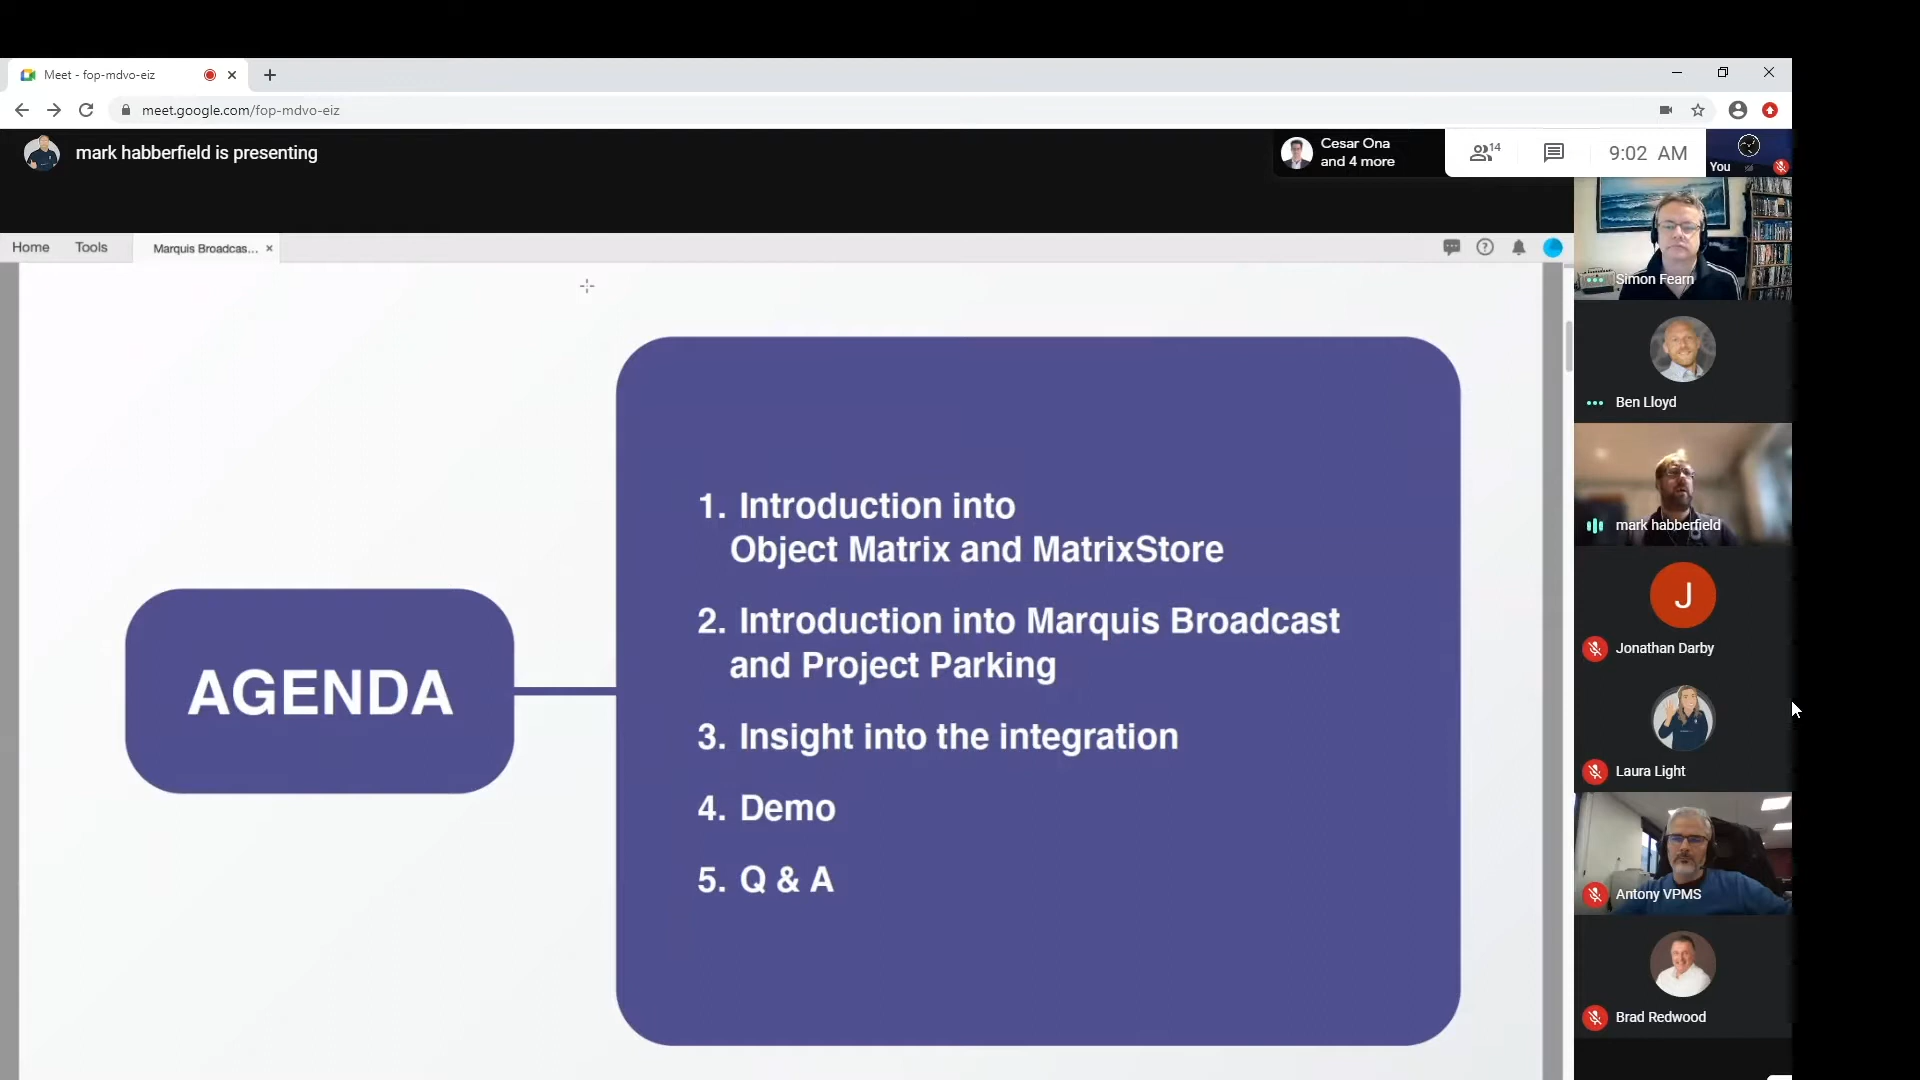 Meet - fop-mdvo-eiz
meet.google.com/fop-mdvo-eiz
mark habberfield is presenting
Cesar Ona
and 4 more
14
9:02 AM
You
Home
Tools
Marquis Broadcas...
Simon Fearn
Ben Lloyd
mark habberfield
J
Jonathan Darby
Laura Light
Antony VPMS
Brad Redwood
AGENDA
1. Introduction into
Object Matrix and MatrixStore
2. Introduction into Marquis Broadcast
and Project Parking
3. Insight into the integration
4. Demo
5. Q & A